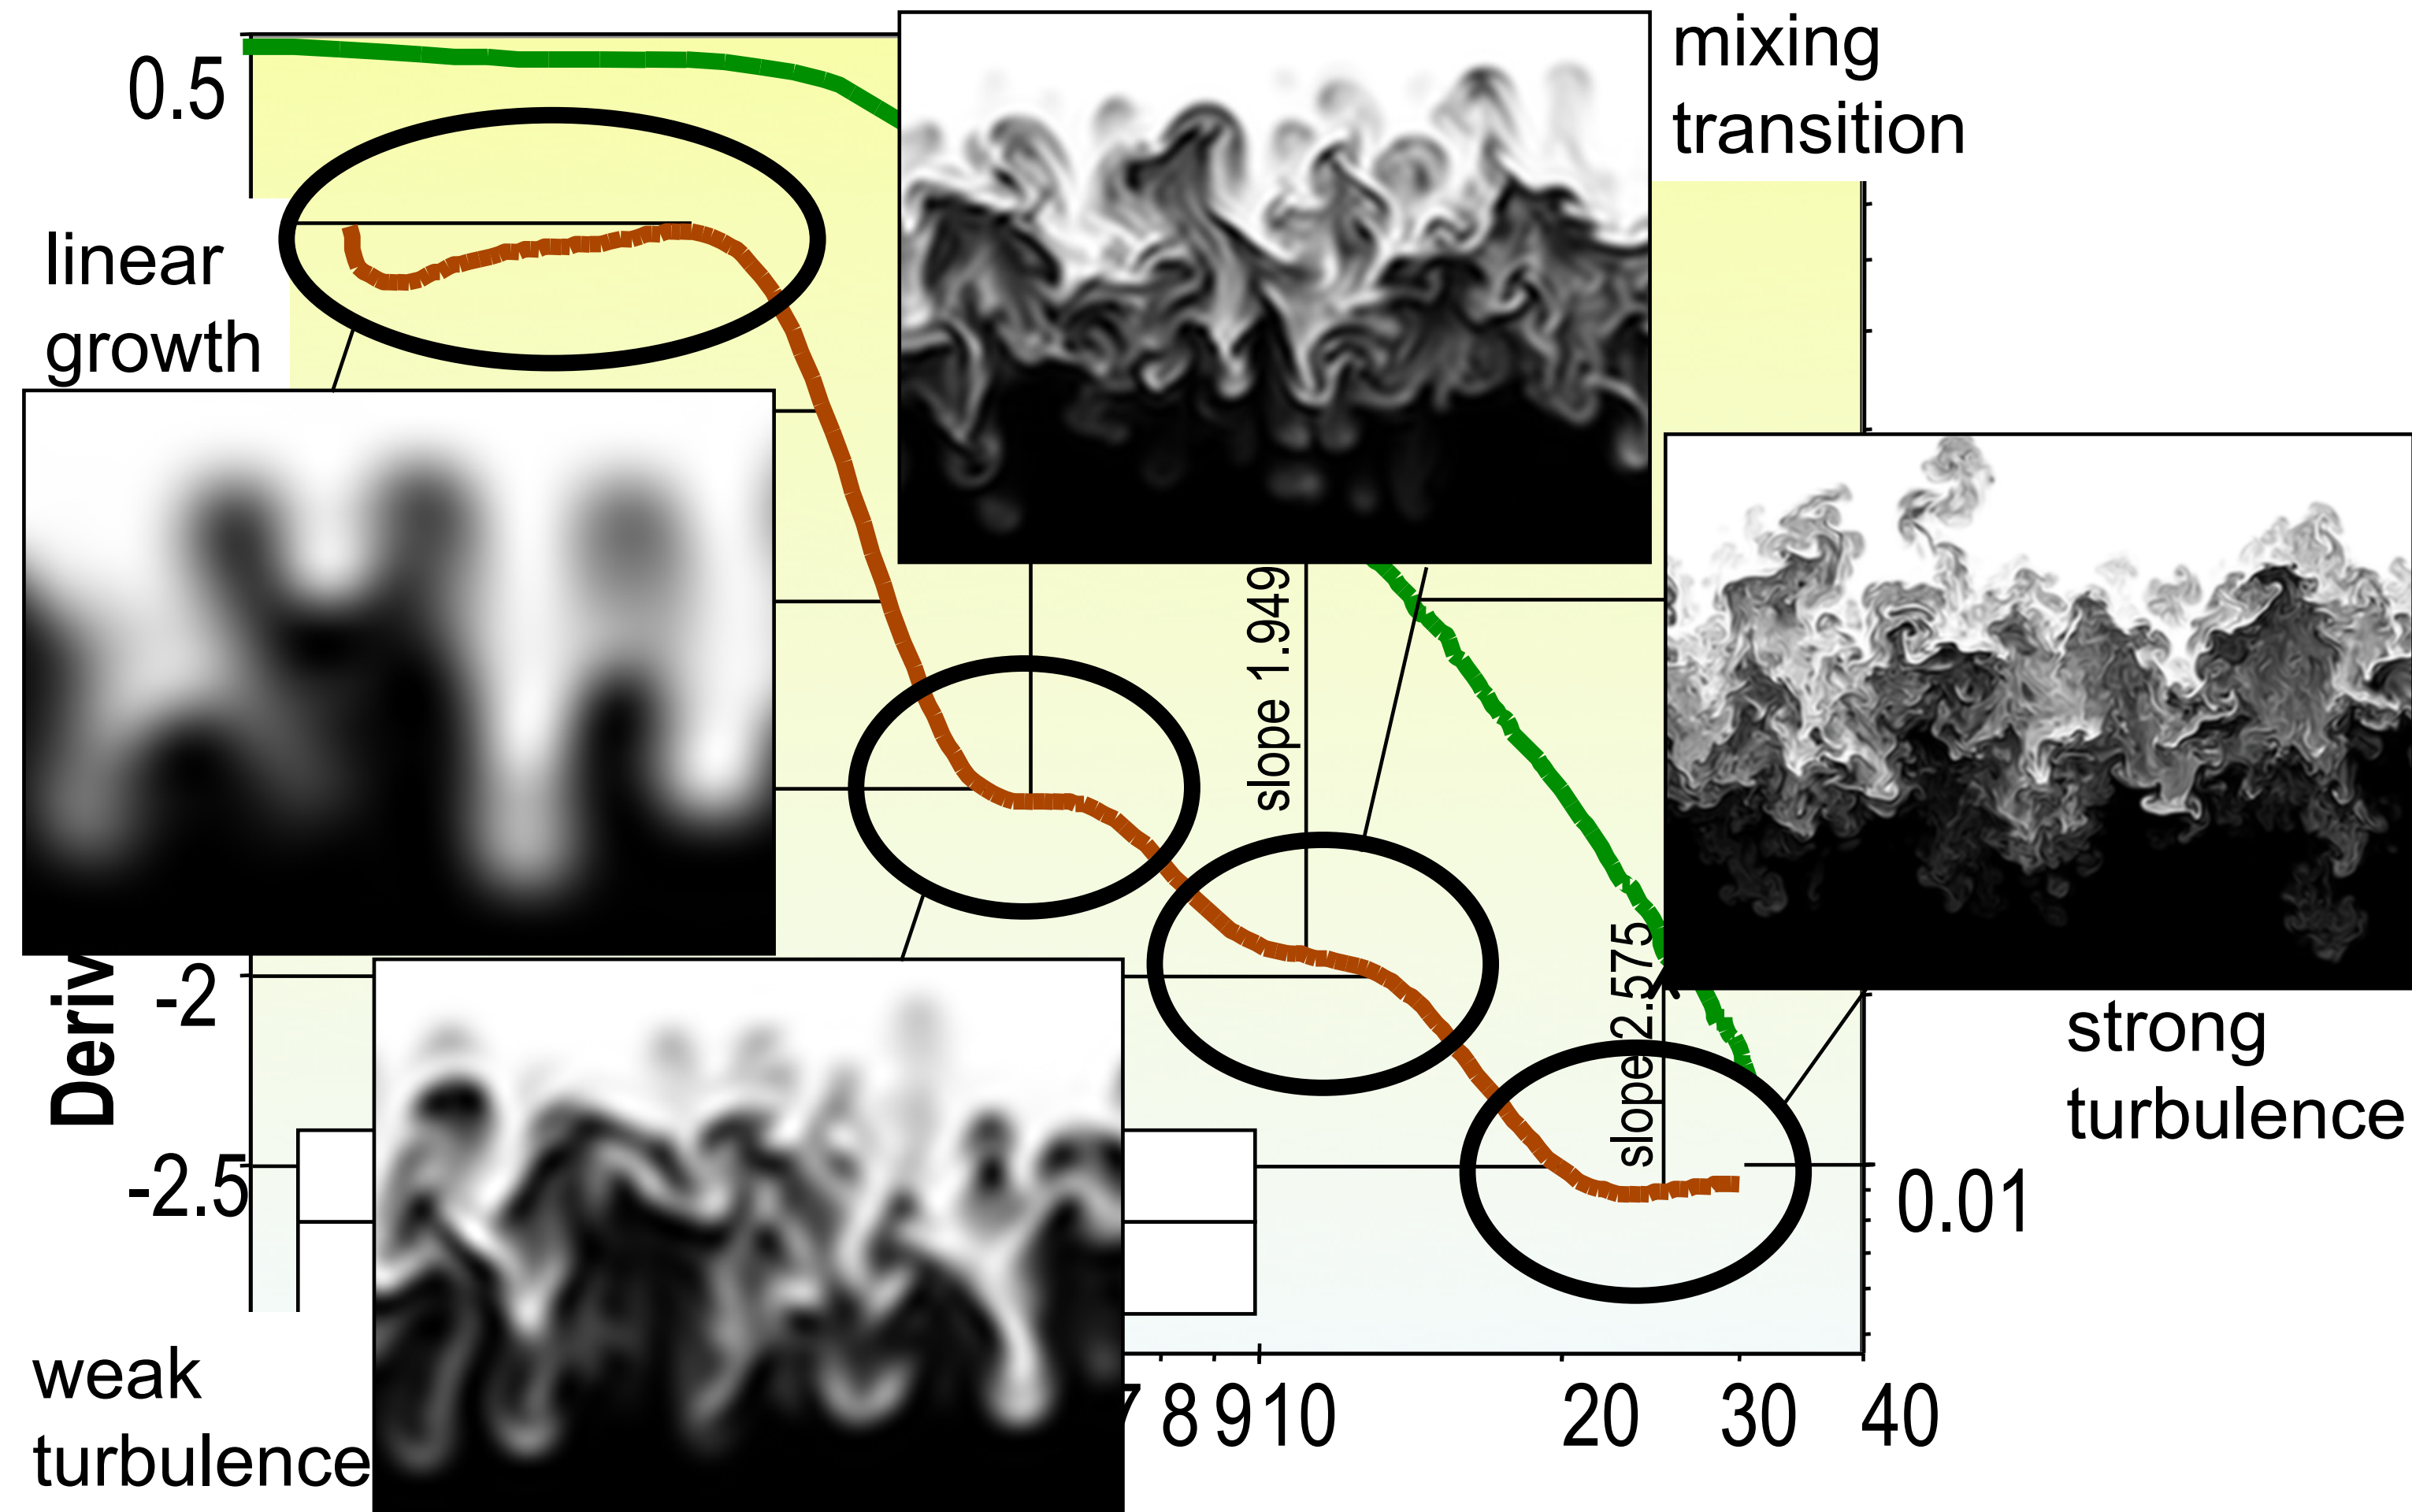 mixing
transition
0.5
linear
growth
slope 1.949
slope 2.575
Deriv
-2
-2.5
strong
turbulence
0.01
weak
turbulence
7 8 9 10 20 30 40